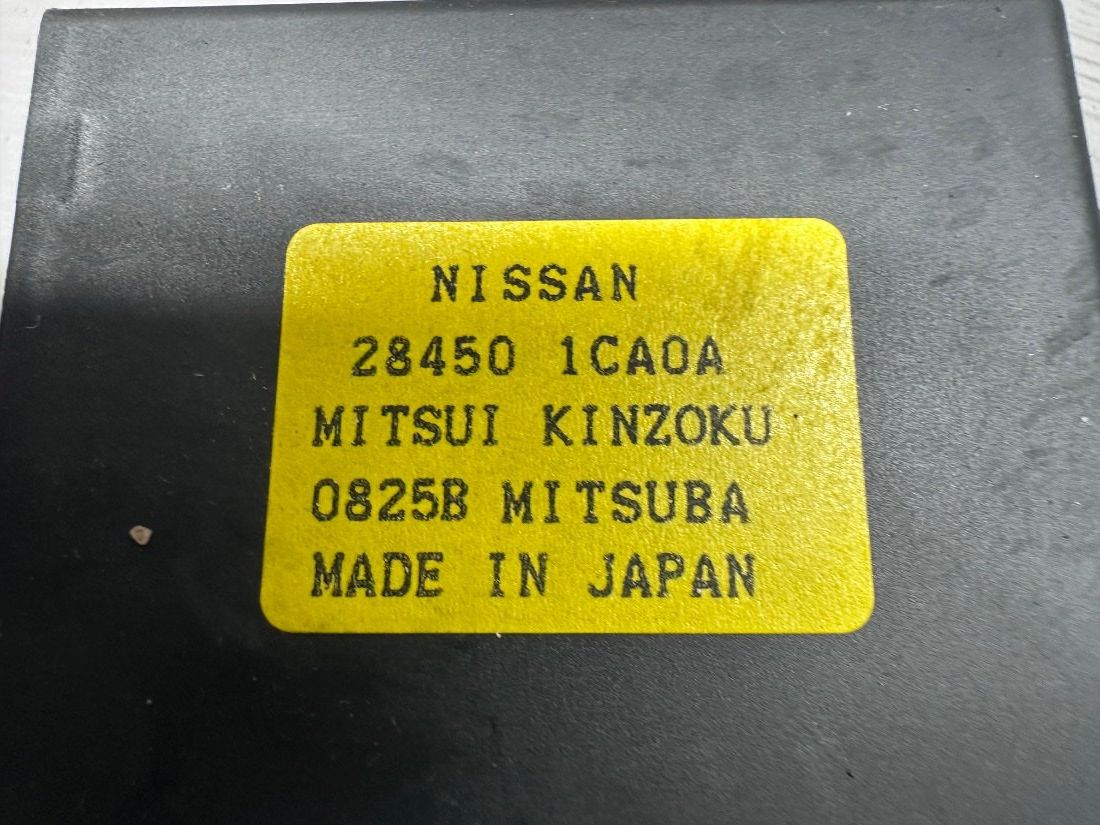 NISSAN
28450 1CA0A
MITSUI KINZOKU
0825B MITSUBA
MADE IN JAPAN